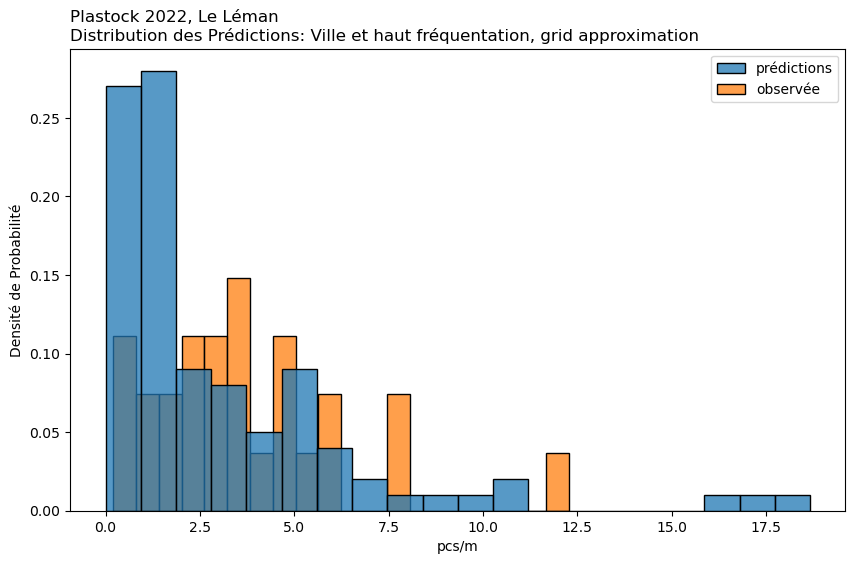 Plastock 2022, Le Léman
Distribution des Prédictions: Ville et haut fréquentation, grid approximation
prédictions
observée
Densité de Probabilité
0.25
0.20
0.15
0.10
0.05
0.00
0.0 2.5 5.0 7.5 10.0 12.5 15.0 17.5
pcs/m